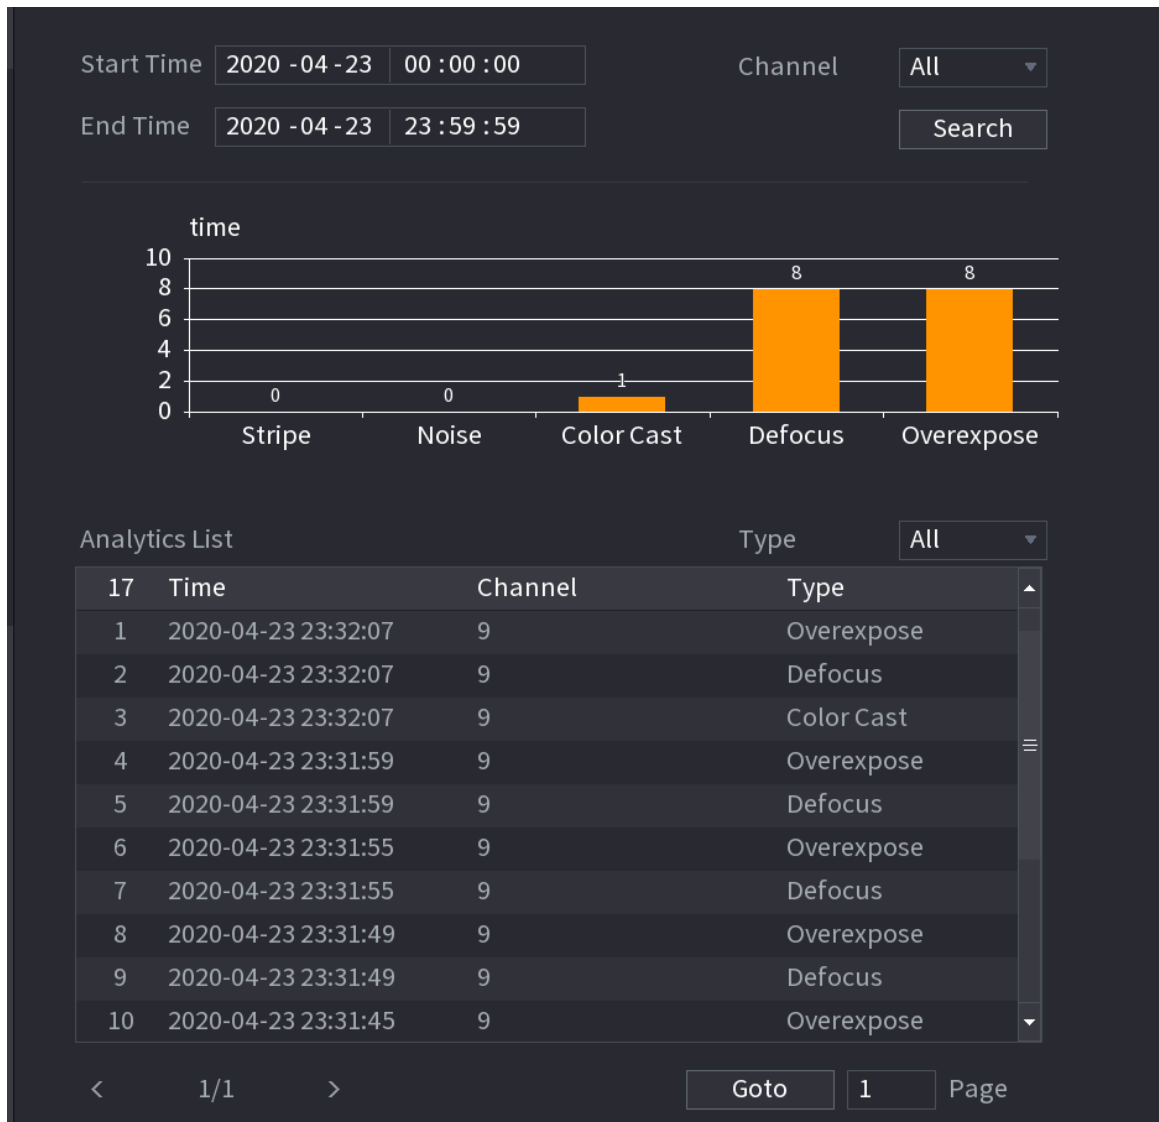 Start Time 2020 -04 -23 00 : 00 : 00 Channel All
End Time 2020 -04 -23 23 : 59 : 59 Search
time
10
8 8 8
6
4
2 1
0 0 0
Stripe Noise Color Cast Defocus Overexpose
Analytics List Type All
17 Time Channel Type
1 2020-04-23 23:32:07 9 Overexpose
2 2020-04-23 23:32:07 9 Defocus
3 2020-04-23 23:32:07 9 Color Cast
4 2020-04-23 23:31:59 9 Overexpose
5 2020-04-23 23:31:59 9 Defocus
6 2020-04-23 23:31:55 9 Overexpose
7 2020-04-23 23:31:55 9 Defocus
8 2020-04-23 23:31:49 9 Overexpose
9 2020-04-23 23:31:49 9 Defocus
10 2020-04-23 23:31:45 9 Overexpose
< 1/1 > Goto 1 Page